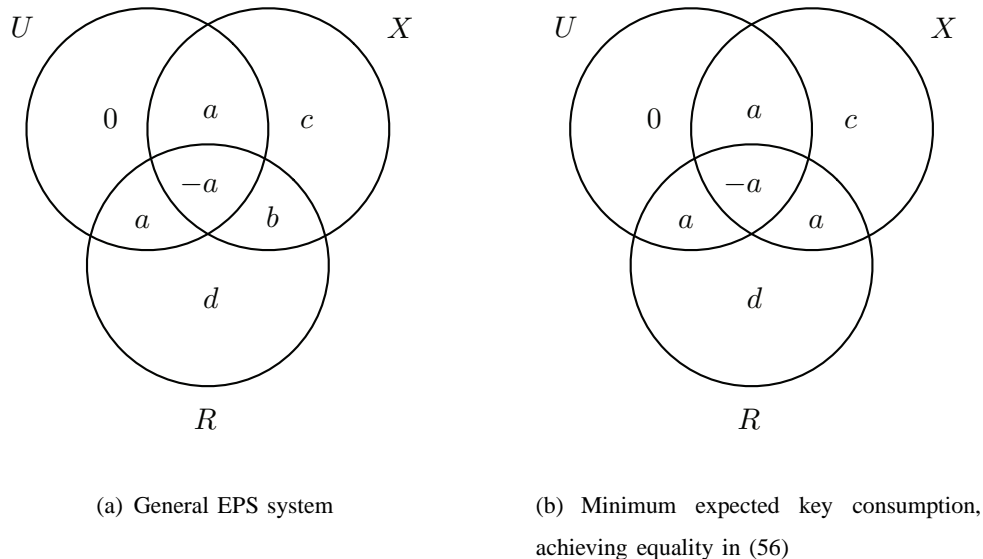 U X U X
0 a c 0 a c
−a −a
a b a a
d d
R R
(a) General EPS system
(b) Minimum expected key consumption,
achieving equality in (56)